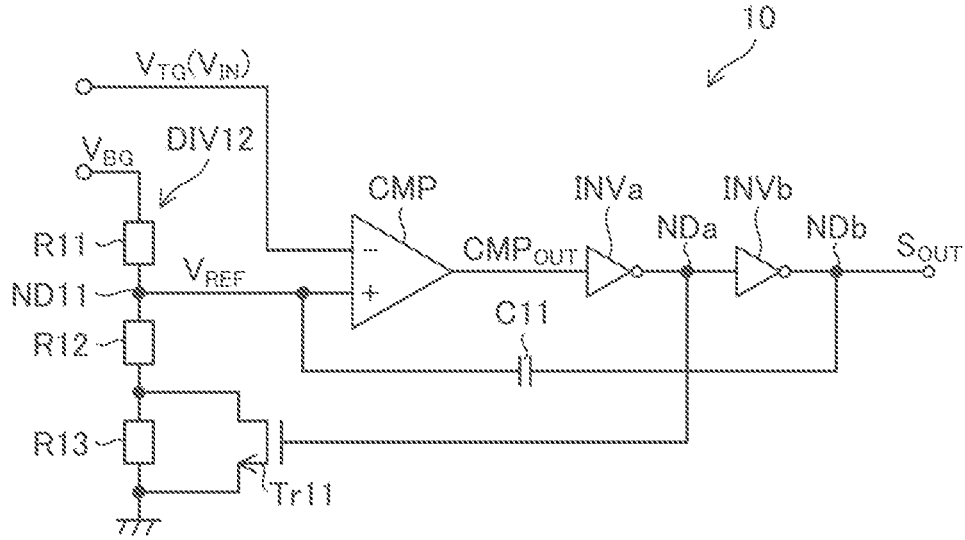 10
V_TG(V_IN)
V_BG
DIV12
R11
ND11
V_REF
R12
R13
Tr11
CMP
-
+
CMP_OUT
INVa
NDa
INVb
NDb
S_OUT
C11